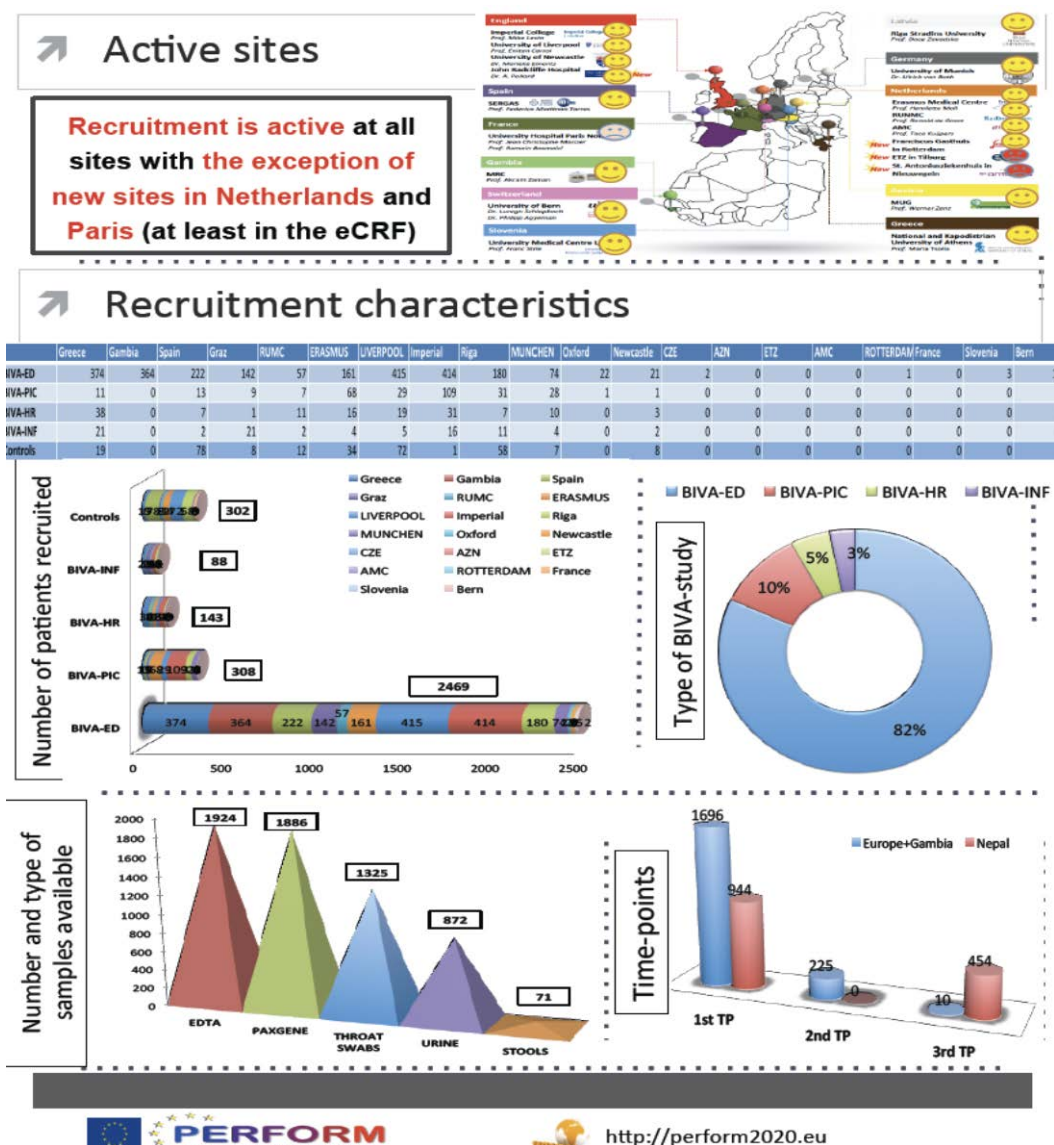 Active sites
Recruitment is active at all
sites with the exception of
new sites in Netherlands and
Paris (at least in the eCRF)
England
Imperial College
University of Liverpool
University of Newcastle
John Radcliffe Hospital
New
Spain
SERGAS
France
University Hospital Paris
Gambia
MRC
Switzerland
University of Bern
Slovenia
University Medical Centre
Latvia
Riga Stradins University
Germany
University of Munich
Netherlands
Erasmus Medical Centre
RUNMC
AMC
Franciscus Gasthuis
in Rotterdam
New ETZ in Tilburg
New St. Antoniusziekenhuis in
Nieuwegein
Austria
MUG
Greece
National and Kapodistrian
University of Athens
Recruitment characteristics
Greece Gambia Spain Graz RUMC ERASMUS LIVERPOOL Imperial Riga MUNCHEN Oxford Newcastle CZE AZN ETZ AMC ROTTERDAM France Slovenia Bern
BIVA-ED 374 364 222 142 57 161 415 414 180 74 22 21 2 0 0 0 1 0 3
BIVA-PIC 11 0 13 9 7 68 29 109 31 28 1 1 0 0 0 0 0 0 0
BIVA-HR 38 0 7 1 11 16 19 31 7 10 0 3 0 0 0 0 0 0 0
BIVA-INF 21 0 2 21 2 4 5 16 11 4 0 2 0 0 0 0 0 0 0
Controls 19 0 78 8 12 34 72 1 58 7 0 8 0 0 0 0 0 0 0
Number of patients recruited
Greece Gambia Spain
Graz RUMC ERASMUS
LIVERPOOL Imperial Riga
MUNCHEN Oxford Newcastle
CZE AZN ETZ
AMC ROTTERDAM France
Slovenia Bern
Controls 302
BIVA-INF 88
BIVA-HR 143
BIVA-PIC 308
2469
BIVA-ED 374 364 222 142 57 161 415 414 180
0 500 1000 1500 2000 2500
Type of BIVA-study
BIVA-ED BIVA-PIC BIVA-HR BIVA-INF
3%
5%
10%
82%
Number and type of
samples available
2000
1800
1600
1400
1200
1000
800
600
400
200
0
1924
1886
1325
872
71
EDTA
PAXGENE
THROAT
SWABS
URINE
STOOLS
Time-points
Europe+Gambia Nepal
1696
944
225
0
10
454
1st TP
2nd TP
3rd TP
PERFORM
http://perform2020.eu